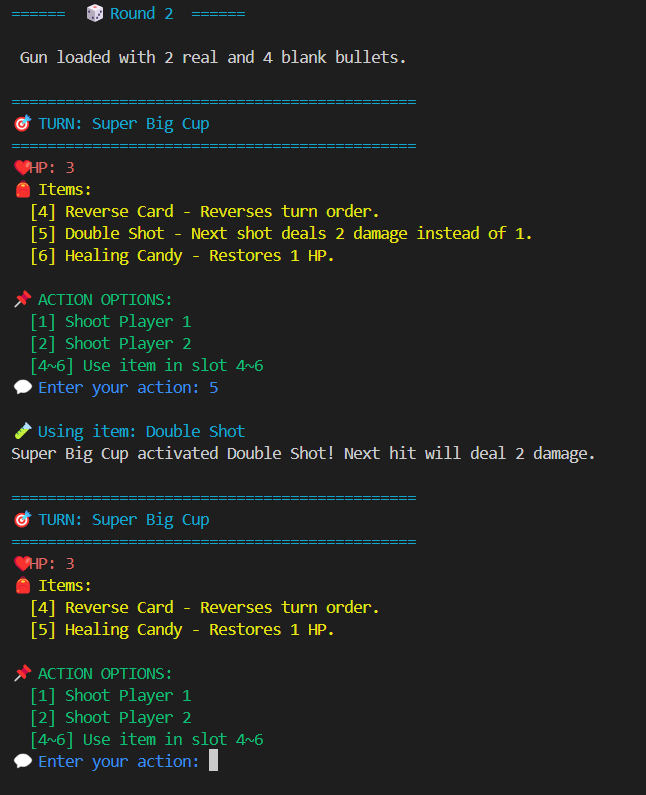 ====== 🎲 Round 2 ======
Gun loaded with 2 real and 4 blank bullets.
=============================================
🎯 TURN: Super Big Cup
=============================================
❤️HP: 3
🎒 Items:
[4] Reverse Card - Reverses turn order.
[5] Double Shot - Next shot deals 2 damage instead of 1.
[6] Healing Candy - Restores 1 HP.
📌 ACTION OPTIONS:
[1] Shoot Player 1
[2] Shoot Player 2
[4~6] Use item in slot 4~6
💬 Enter your action: 5
🧪 Using item: Double Shot
Super Big Cup activated Double Shot! Next hit will deal 2 damage.
=============================================
🎯 TURN: Super Big Cup
=============================================
❤️HP: 3
🎒 Items:
[4] Reverse Card - Reverses turn order.
[5] Healing Candy - Restores 1 HP.
📌 ACTION OPTIONS:
[1] Shoot Player 1
[2] Shoot Player 2
[4~6] Use item in slot 4~6
💬 Enter your action: